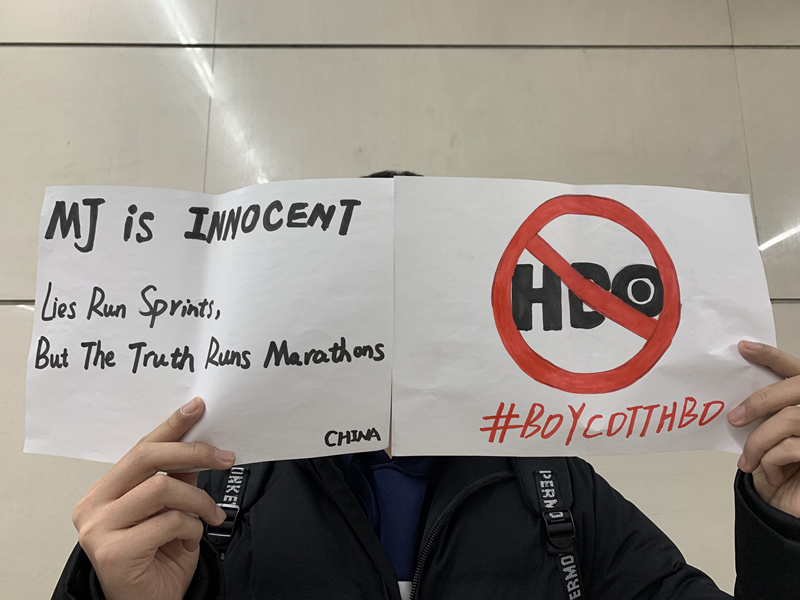 MJ is INNOCENT
Lies Run Sprints,
But The Truth Runs Marathons
CHINA
HBO
#BOYCOTTHBO